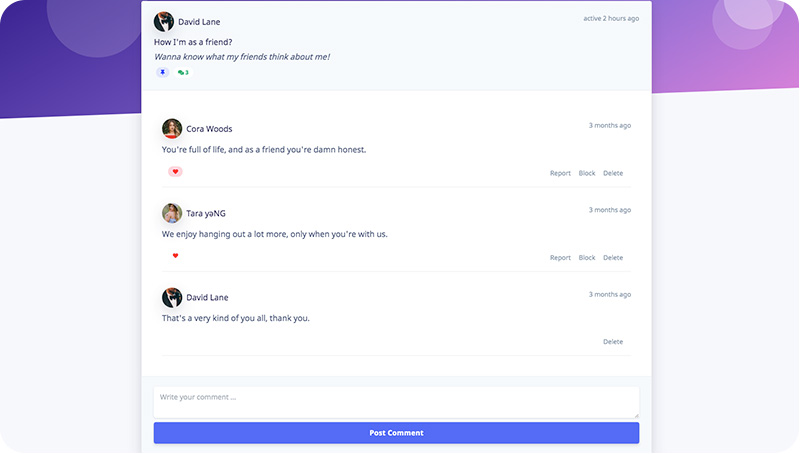 David Lane
active 2 hours ago
How I'm as a friend?
Wanna know what my friends think about me!
3
Cora Woods
3 months ago
You're full of life, and as a friend you're damn honest.
Report Block Delete
Tara yəNG
3 months ago
We enjoy hanging out a lot more, only when you're with us.
Report Block Delete
David Lane
3 months ago
That's a very kind of you all, thank you.
Delete
Write your comment ...
Post Comment